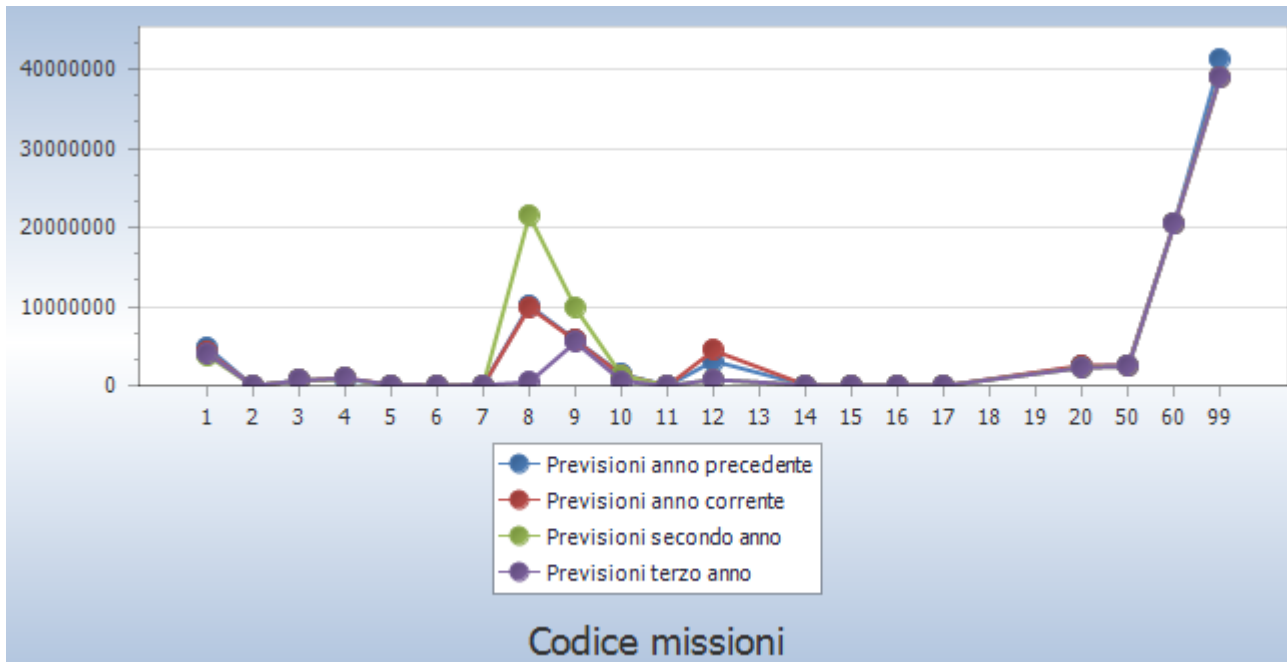 40000000
30000000
20000000
10000000
0
1 2 3 4 5 6 7 8 9 10 11 12 13 14 15 16 17 18 19 20 50 60 99
Previsioni anno precedente
Previsioni anno corrente
Previsioni secondo anno
Previsioni terzo anno
Codice missioni